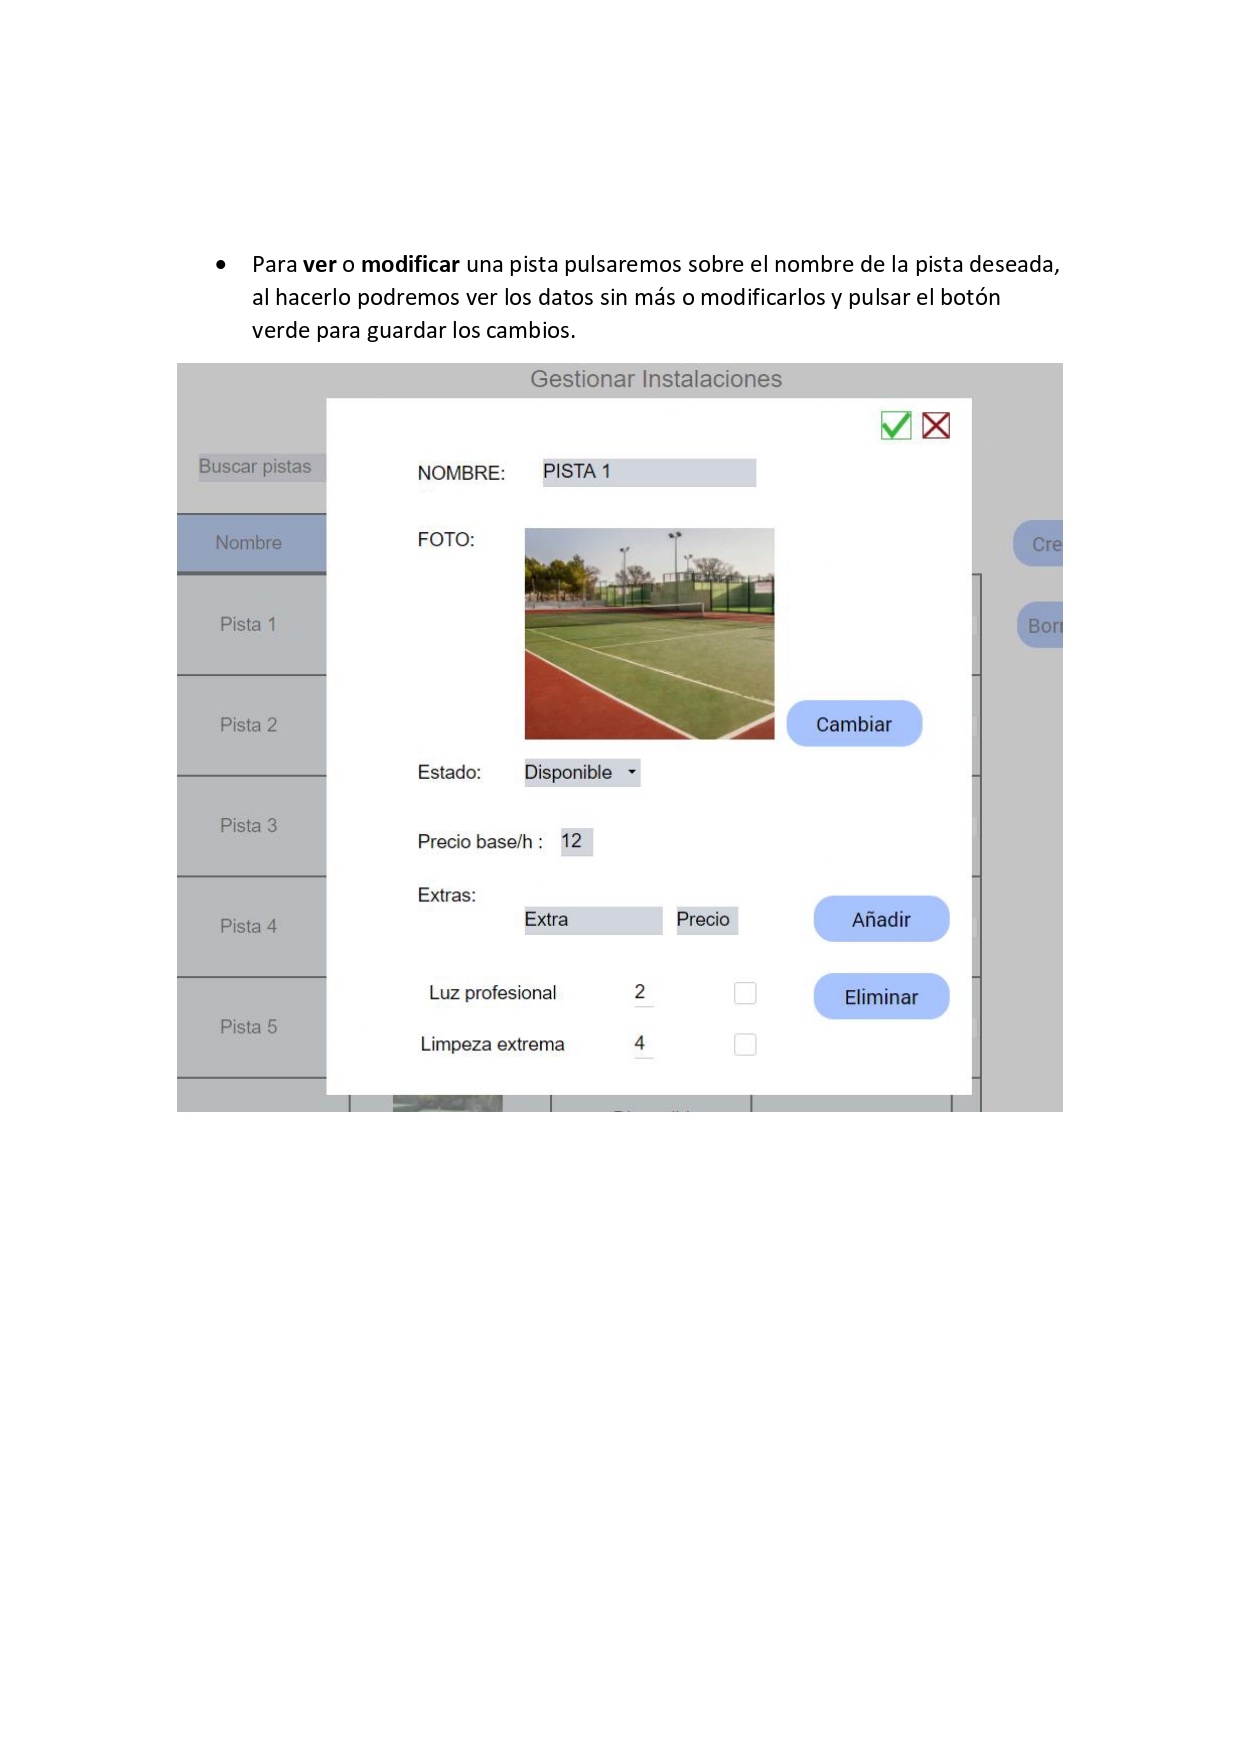 Para ver o modificar una pista pulsaremos sobre el nombre de la pista deseada,
al hacerlo podremos ver los datos sin más o modificarlos y pulsar el botón
verde para guardar los cambios.
Gestionar Instalaciones
Buscar pistas
Nombre
Pista 1
Pista 2
Pista 3
Pista 4
Pista 5
NOMBRE: PISTA 1
FOTO:
Cambiar
Estado: Disponible
Precio base/h : 12
Extras:
Extra Precio Añadir
Luz profesional 2 Eliminar
Limpeza extrema 4
Cre
Borr